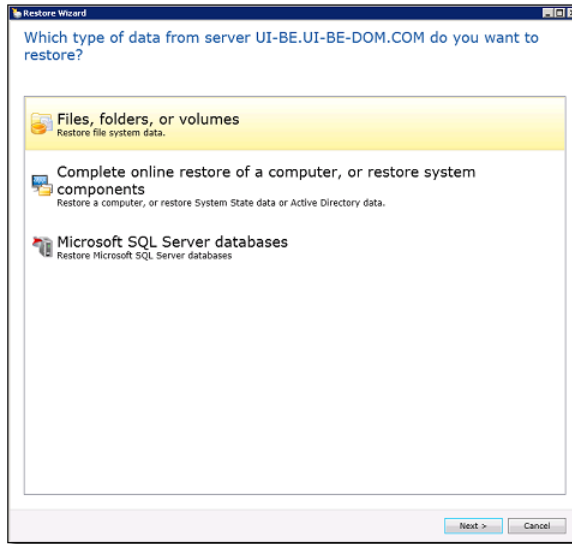 Restore Wizard
Which type of data from server UI-BE.UI-BE-DOM.COM do you want to
restore?
Files, folders, or volumes
Restore file system data.
Complete online restore of a computer, or restore system
components
Restore a computer, or restore System State data or Active Directory data.
Microsoft SQL Server databases
Restore Microsoft SQL Server databases
Next >
Cancel